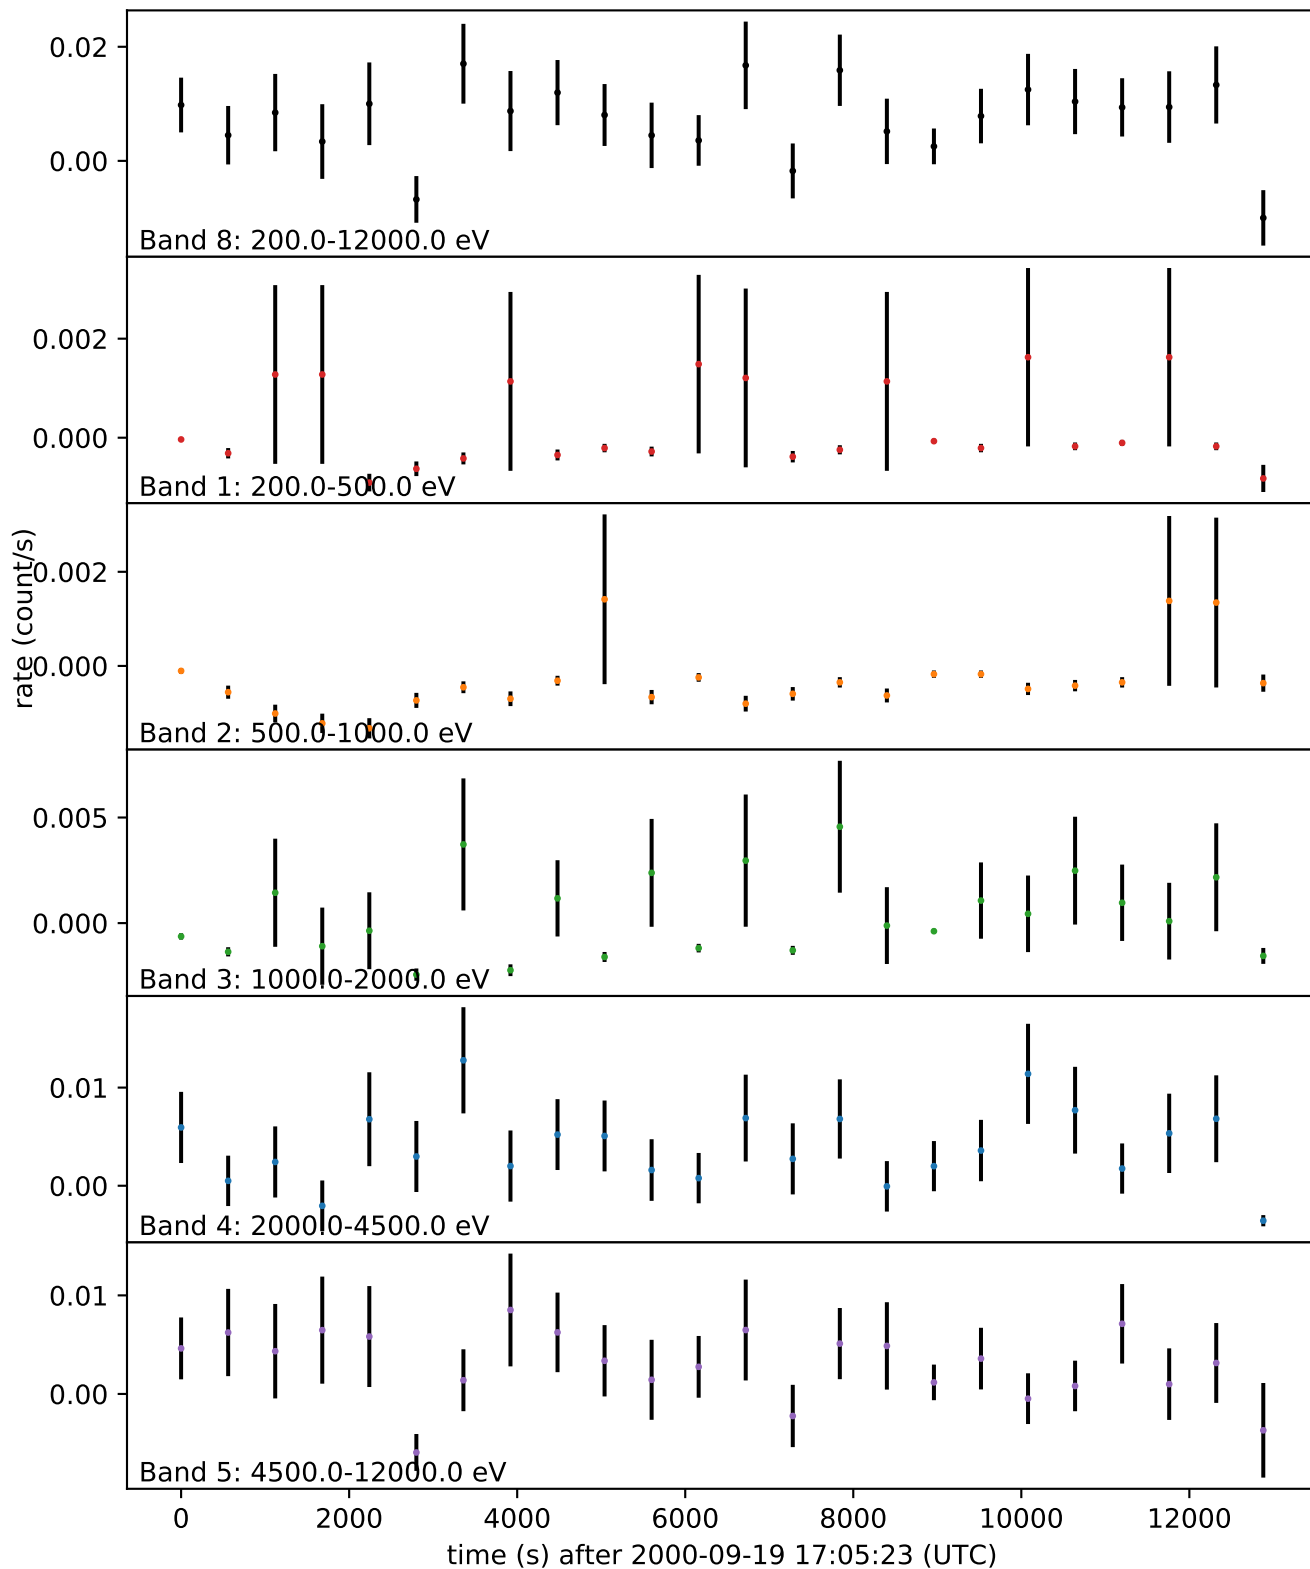 0.02
0.00
Band 8: 200.0-12000.0 eV
0.002
0.000
Band 1: 200.0-500.0 eV
rate (count/s)
0.002
0.000
Band 2: 500.0-1000.0 eV
0.005
0.000
Band 3: 1000.0-2000.0 eV
0.01
0.00
Band 4: 2000.0-4500.0 eV
0.01
0.00
Band 5: 4500.0-12000.0 eV
0 2000 4000 6000 8000 10000 12000
time (s) after 2000-09-19 17:05:23 (UTC)